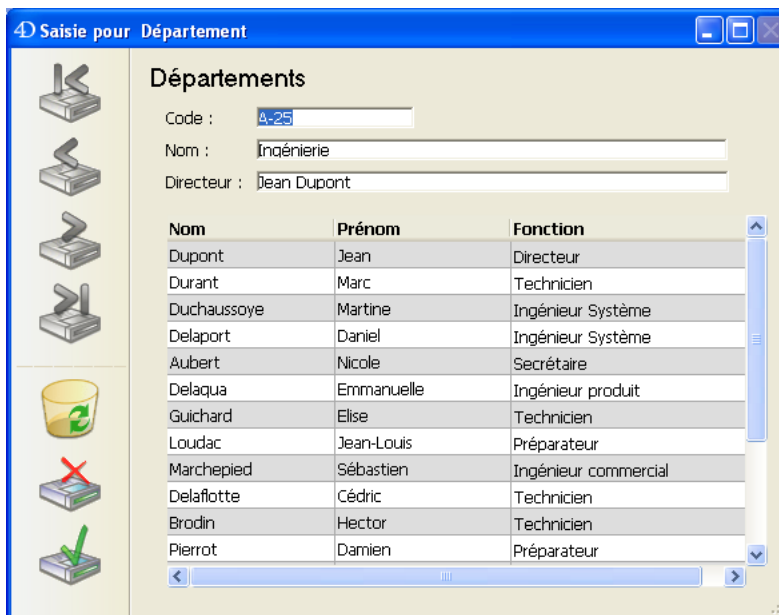 4D Saisie pour Département
Départements
Code : A-25
Nom : Ingénierie
Directeur : Jean Dupont
Nom Prénom Fonction
Dupont Jean Directeur
Durant Marc Technicien
Duchaussoye Martine Ingénieur Système
Delaport Daniel Ingénieur Système
Aubert Nicole Secrétaire
Delaqua Emmanuelle Ingénieur produit
Guichard Elise Technicien
Loudac Jean-Louis Préparateur
Marchepied Sébastien Ingénieur commercial
Delaflotte Cédric Technicien
Brodin Hector Technicien
Pierrot Damien Préparateur